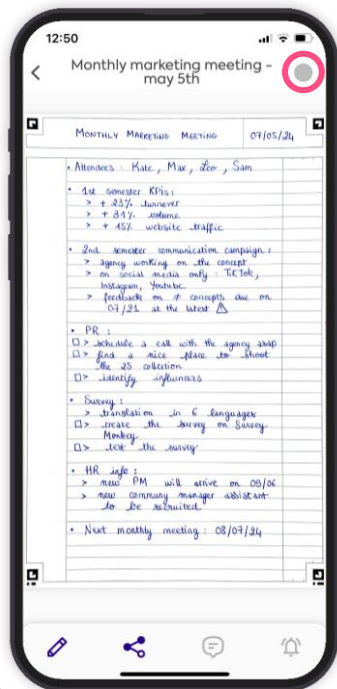 12:50
Monthly marketing meeting -
may 5th
MONTHLY MARKETING MEETING 07/05/24
• Attendees : Kate, Max, Leo, Sam
• 1st semester KPIs :
> + 23% turnover
> + 31% volume
> + 15% website traffic
• 2nd semester communication campaign :
> agency working on the concept
> on social media only : TikTok,
Instagram, Youtube.
> feedback on ≠ concepts due on
07/21 at the latest ⚠
• PR :
☐> schedule a call with the agency asap
☐> find a nice place to shoot
the 25 collection
☐> identify influencers
• Survey :
> translation in 6 languages
☐> create the survey on Survey
Monkey
☐> test the survey
• HR info :
> new PM will arrive on 09/06
> new communy manager assistant
to be recruited
• Next monthly meeting : 08/07/24